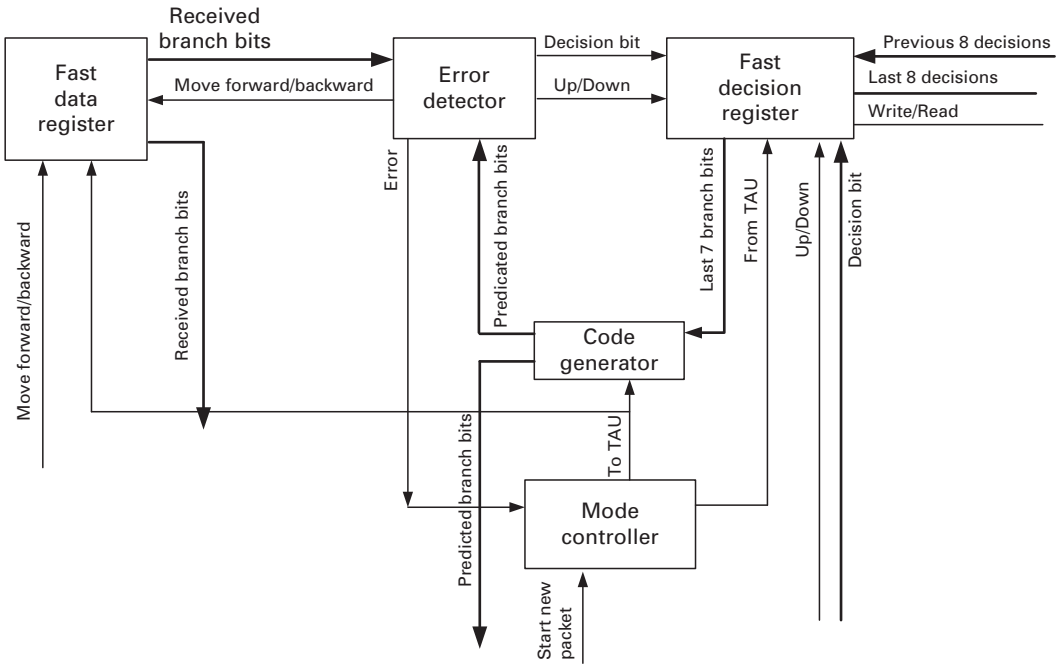 Received
branch bits
Fast
data
register
Move forward/backward
Error
detector
Decision bit
Up/Down
Fast
decision
register
Previous 8 decisions
Last 8 decisions
Write/Read
Move forward/backward
Received branch bits
Error
Predicated branch bits
Last 7 branch bits
From TAU
Up/Down
Decision bit
Code
generator
Predicted branch bits
To TAU
Mode
controller
Start new
packet